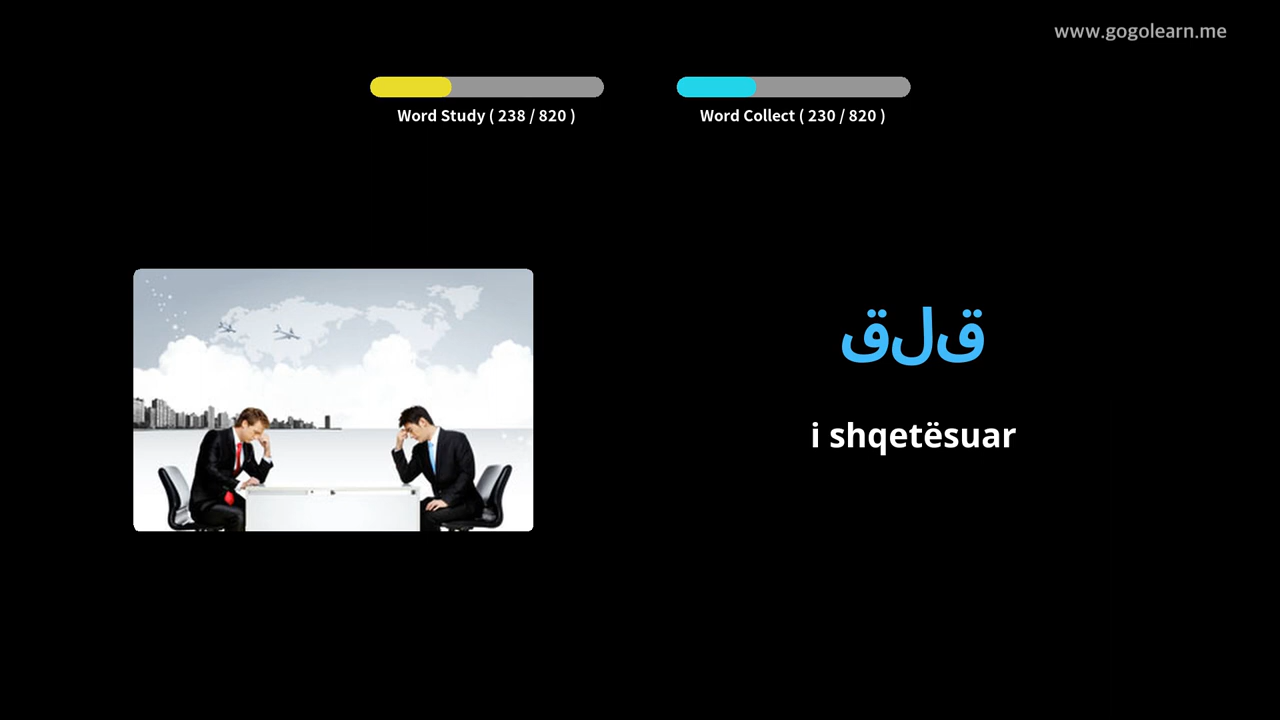 www.gogolearn.me
Word Study ( 238 / 820 )
Word Collect ( 230 / 820 )
قلق
i shqetësuar